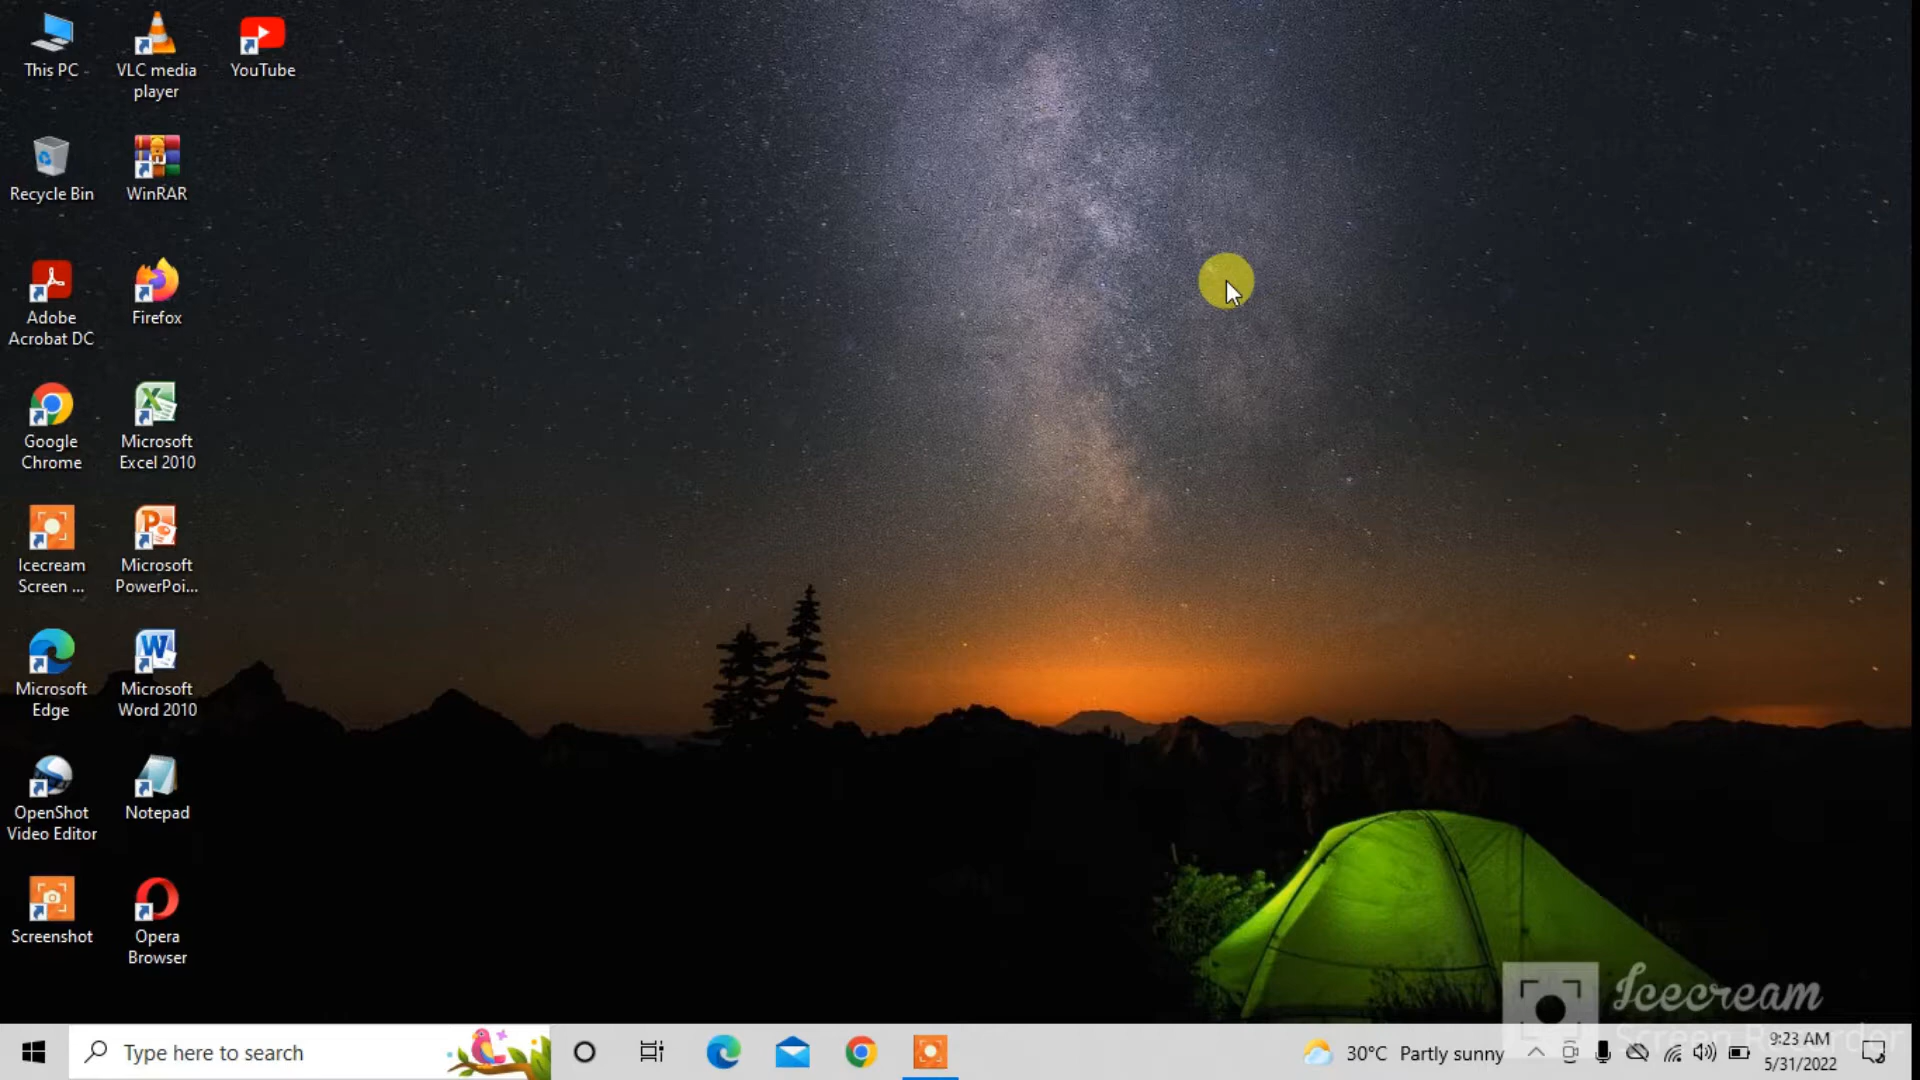 This PC
VLC media
player
YouTube
Recycle Bin
WinRAR
Adobe
Acrobat DC
Firefox
Google
Chrome
Microsoft
Excel 2010
Icecream
Screen ...
Microsoft
PowerPoi...
Microsoft
Edge
Microsoft
Word 2010
OpenShot
Video Editor
Notepad
Screenshot
Opera
Browser
Icecream
Screen Recorder
Type here to search
30°C Partly sunny
9:23 AM
5/31/2022